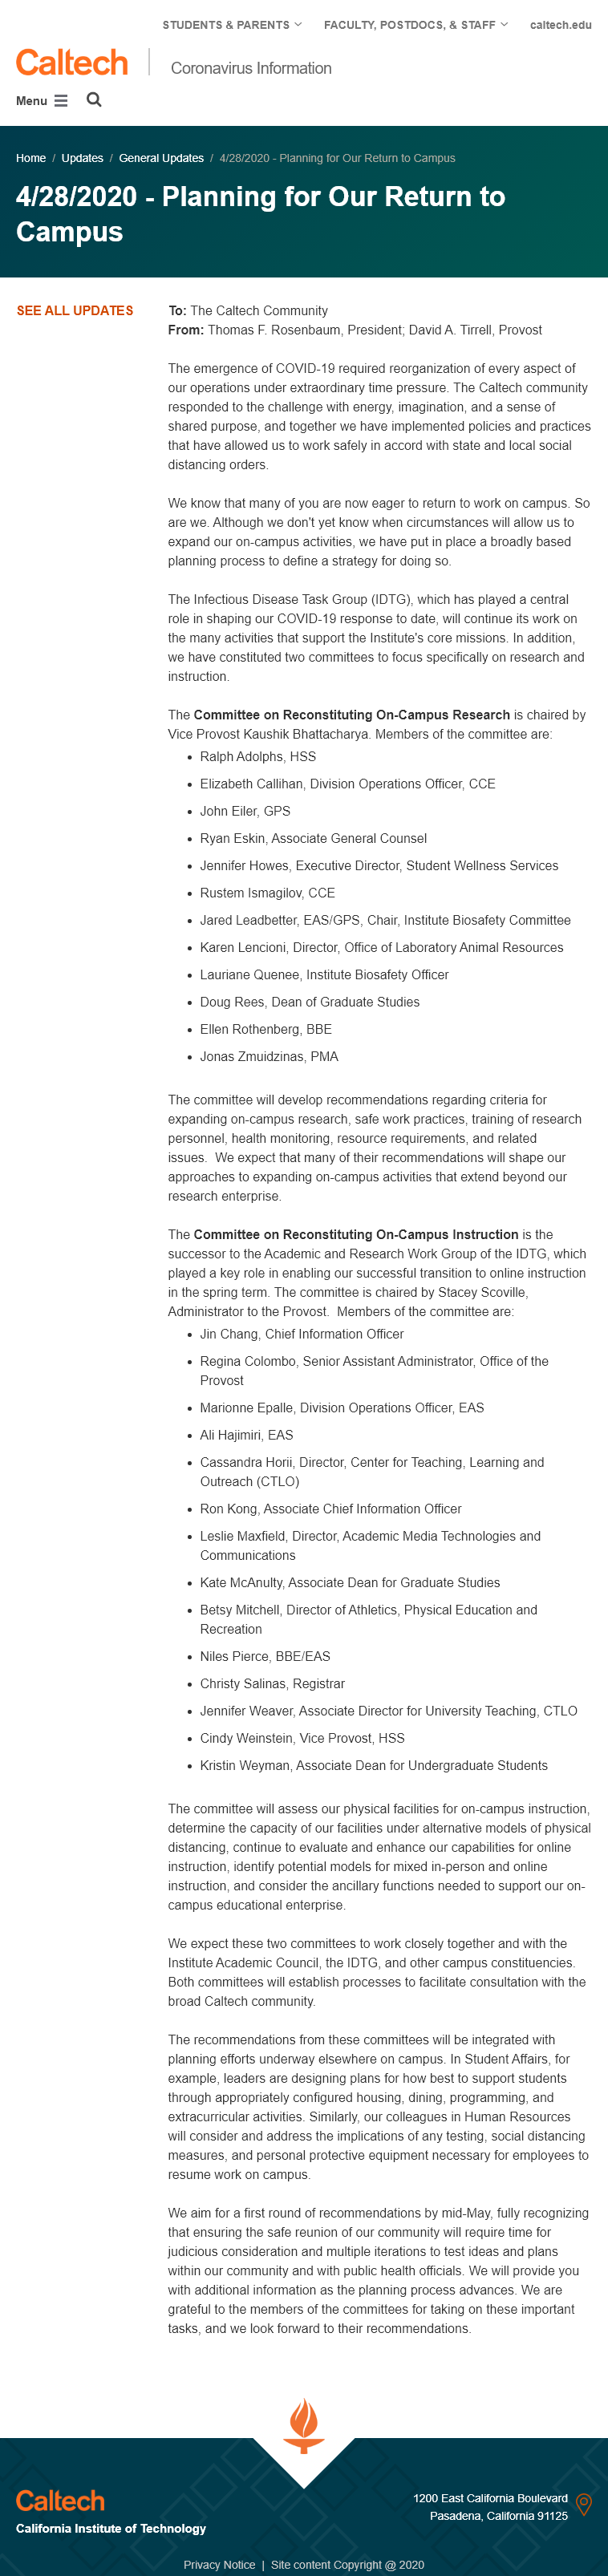 STUDENTS & PARENTS FACULTY, POSTDOCS, & STAFF caltech.edu
Caltech Coronavirus Information
Menu
Home / Updates / General Updates / 4/28/2020 - Planning for Our Return to Campus
4/28/2020 - Planning for Our Return to
Campus
SEE ALL UPDATES
To: The Caltech Community
From: Thomas F. Rosenbaum, President; David A. Tirrell, Provost
The emergence of COVID-19 required reorganization of every aspect of
our operations under extraordinary time pressure. The Caltech community
responded to the challenge with energy, imagination, and a sense of
shared purpose, and together we have implemented policies and practices
that have allowed us to work safely in accord with state and local social
distancing orders.
We know that many of you are now eager to return to work on campus. So
are we. Although we don't yet know when circumstances will allow us to
expand our on-campus activities, we have put in place a broadly based
planning process to define a strategy for doing so.
The Infectious Disease Task Group (IDTG), which has played a central
role in shaping our COVID-19 response to date, will continue its work on
the many activities that support the Institute's core missions. In addition,
we have constituted two committees to focus specifically on research and
instruction.
The Committee on Reconstituting On-Campus Research is chaired by
Vice Provost Kaushik Bhattacharya. Members of the committee are:
• Ralph Adolphs, HSS
• Elizabeth Callihan, Division Operations Officer, CCE
• John Eiler, GPS
• Ryan Eskin, Associate General Counsel
• Jennifer Howes, Executive Director, Student Wellness Services
• Rustem Ismagilov, CCE
• Jared Leadbetter, EAS/GPS, Chair, Institute Biosafety Committee
• Karen Lencioni, Director, Office of Laboratory Animal Resources
• Lauriane Quenee, Institute Biosafety Officer
• Doug Rees, Dean of Graduate Studies
• Ellen Rothenberg, BBE
• Jonas Zmuidzinas, PMA
The committee will develop recommendations regarding criteria for
expanding on-campus research, safe work practices, training of research
personnel, health monitoring, resource requirements, and related
issues.  We expect that many of their recommendations will shape our
approaches to expanding on-campus activities that extend beyond our
research enterprise.
The Committee on Reconstituting On-Campus Instruction is the
successor to the Academic and Research Work Group of the IDTG, which
played a key role in enabling our successful transition to online instruction
in the spring term. The committee is chaired by Stacey Scoville,
Administrator to the Provost.  Members of the committee are:
• Jin Chang, Chief Information Officer
• Regina Colombo, Senior Assistant Administrator, Office of the
Provost
• Marionne Epalle, Division Operations Officer, EAS
• Ali Hajimiri, EAS
• Cassandra Horii, Director, Center for Teaching, Learning and
Outreach (CTLO)
• Ron Kong, Associate Chief Information Officer
• Leslie Maxfield, Director, Academic Media Technologies and
Communications
• Kate McAnulty, Associate Dean for Graduate Studies
• Betsy Mitchell, Director of Athletics, Physical Education and
Recreation
• Niles Pierce, BBE/EAS
• Christy Salinas, Registrar
• Jennifer Weaver, Associate Director for University Teaching, CTLO
• Cindy Weinstein, Vice Provost, HSS
• Kristin Weyman, Associate Dean for Undergraduate Students
The committee will assess our physical facilities for on-campus instruction,
determine the capacity of our facilities under alternative models of physical
distancing, continue to evaluate and enhance our capabilities for online
instruction, identify potential models for mixed in-person and online
instruction, and consider the ancillary functions needed to support our on-
campus educational enterprise.
We expect these two committees to work closely together and with the
Institute Academic Council, the IDTG, and other campus constituencies.
Both committees will establish processes to facilitate consultation with the
broad Caltech community.
The recommendations from these committees will be integrated with
planning efforts underway elsewhere on campus. In Student Affairs, for
example, leaders are designing plans for how best to support students
through appropriately configured housing, dining, programming, and
extracurricular activities. Similarly, our colleagues in Human Resources
will consider and address the implications of any testing, social distancing
measures, and personal protective equipment necessary for employees to
resume work on campus.
We aim for a first round of recommendations by mid-May, fully recognizing
that ensuring the safe reunion of our community will require time for
judicious consideration and multiple iterations to test ideas and plans
within our community and with public health officials. We will provide you
with additional information as the planning process advances. We are
grateful to the members of the committees for taking on these important
tasks, and we look forward to their recommendations.
Caltech
California Institute of Technology
1200 East California Boulevard
Pasadena, California 91125
Privacy Notice | Site content Copyright @ 2020